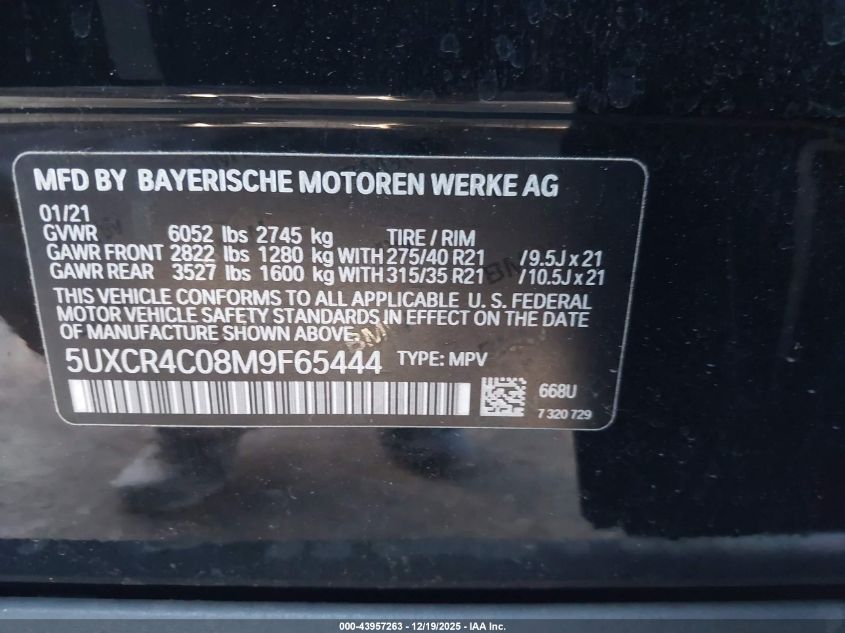 MFD BY BAYERISCHE MOTOREN WERKE AG
01/21
GVWR 6052 lbs 2745 kg TIRE / RIM
GAWR FRONT 2822 lbs 1280 kg WITH 275/40 R21 / 9.5J x 21
GAWR REAR 3527 lbs 1600 kg WITH 315/35 R21 / 10.5J x 21
THIS VEHICLE CONFORMS TO ALL APPLICABLE U. S. FEDERAL
MOTOR VEHICLE SAFETY STANDARDS IN EFFECT ON THE DATE
OF MANUFACTURE SHOWN ABOVE.
5UXCR4C08M9F65444 TYPE: MPV
668U
7 320 729
000-43957263 - 12/19/2025 - IAA Inc.